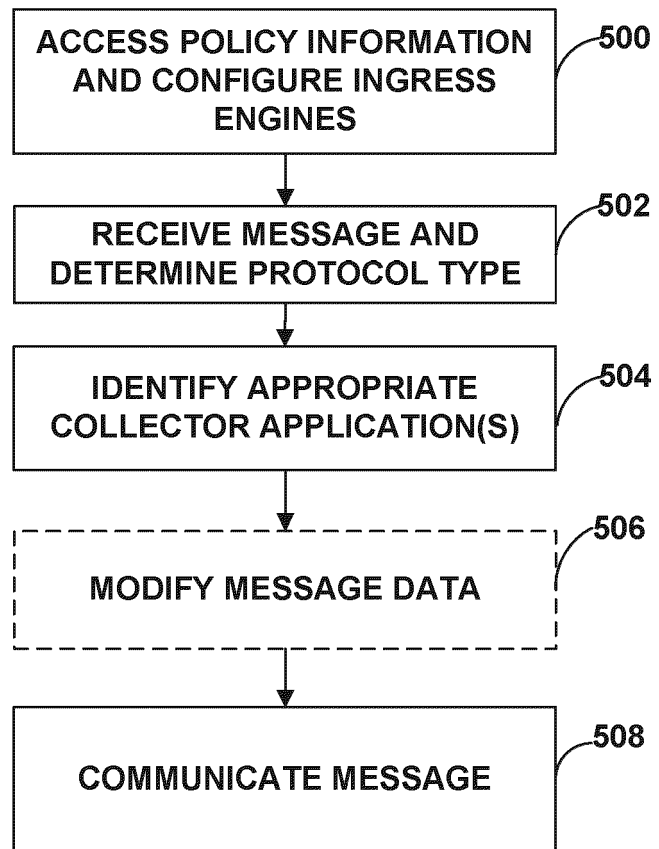 ACCESS POLICY INFORMATION
AND CONFIGURE INGRESS
ENGINES
500
RECEIVE MESSAGE AND
DETERMINE PROTOCOL TYPE
502
IDENTIFY APPROPRIATE
COLLECTOR APPLICATION(S)
504
MODIFY MESSAGE DATA
506
COMMUNICATE MESSAGE
508